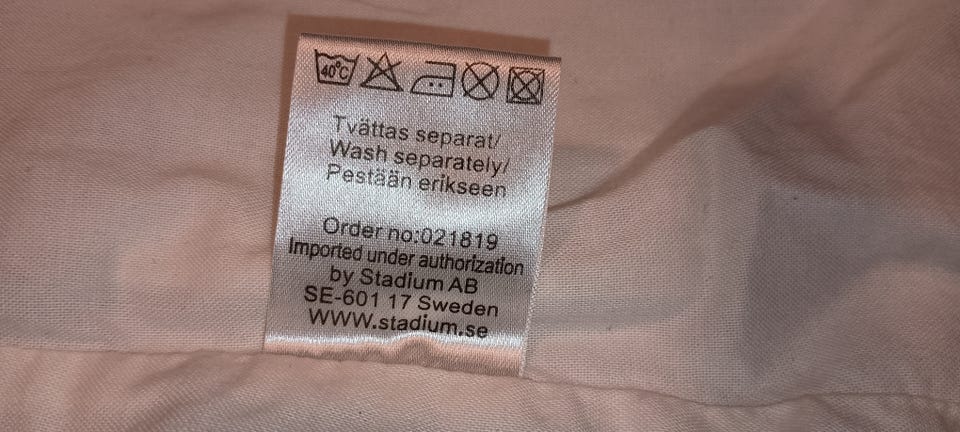 40°C
Tvättas separat/
Wash separately/
Pestään erikseen
Order no:021819
Imported under authorization
by Stadium AB
SE-601 17 Sweden
WWW.stadium.se